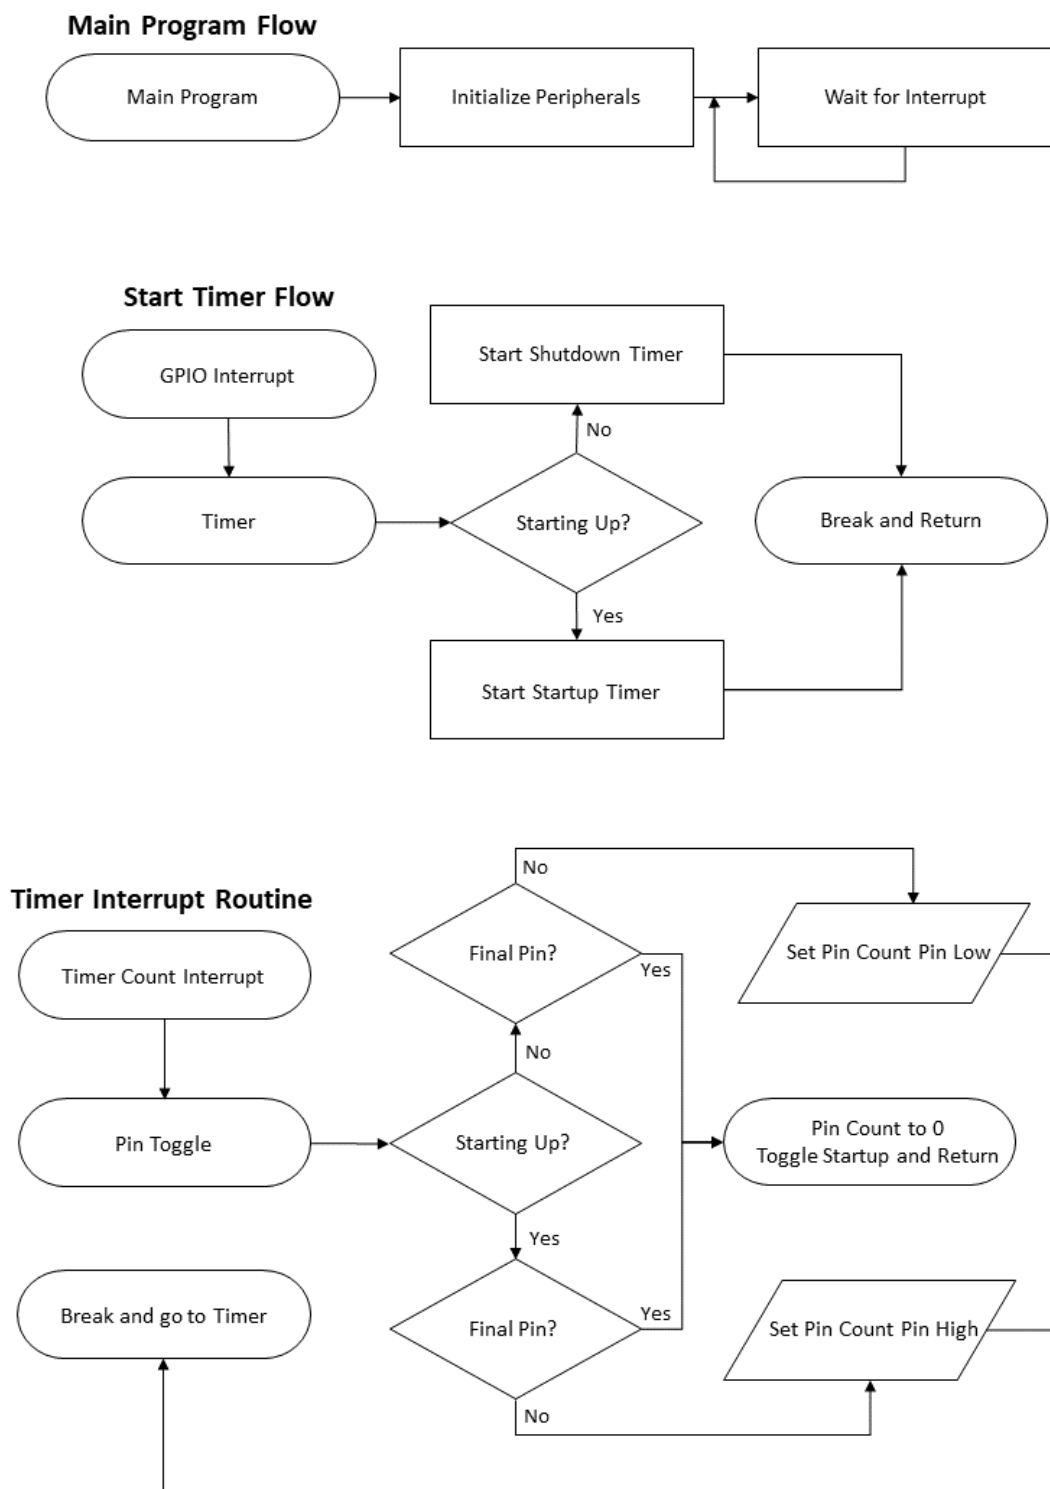 Main Program Flow
Main Program
Initialize Peripherals
Wait for Interrupt
Start Timer Flow
GPIO Interrupt
Start Shutdown Timer
No
Timer
Starting Up?
Break and Return
Yes
Start Startup Timer
Timer Interrupt Routine
No
Final Pin?
Yes
Set Pin Count Pin Low
Timer Count Interrupt
No
Pin Toggle
Starting Up?
Pin Count to 0
Toggle Startup and Return
Yes
Break and go to Timer
Final Pin?
Yes
Set Pin Count Pin High
No